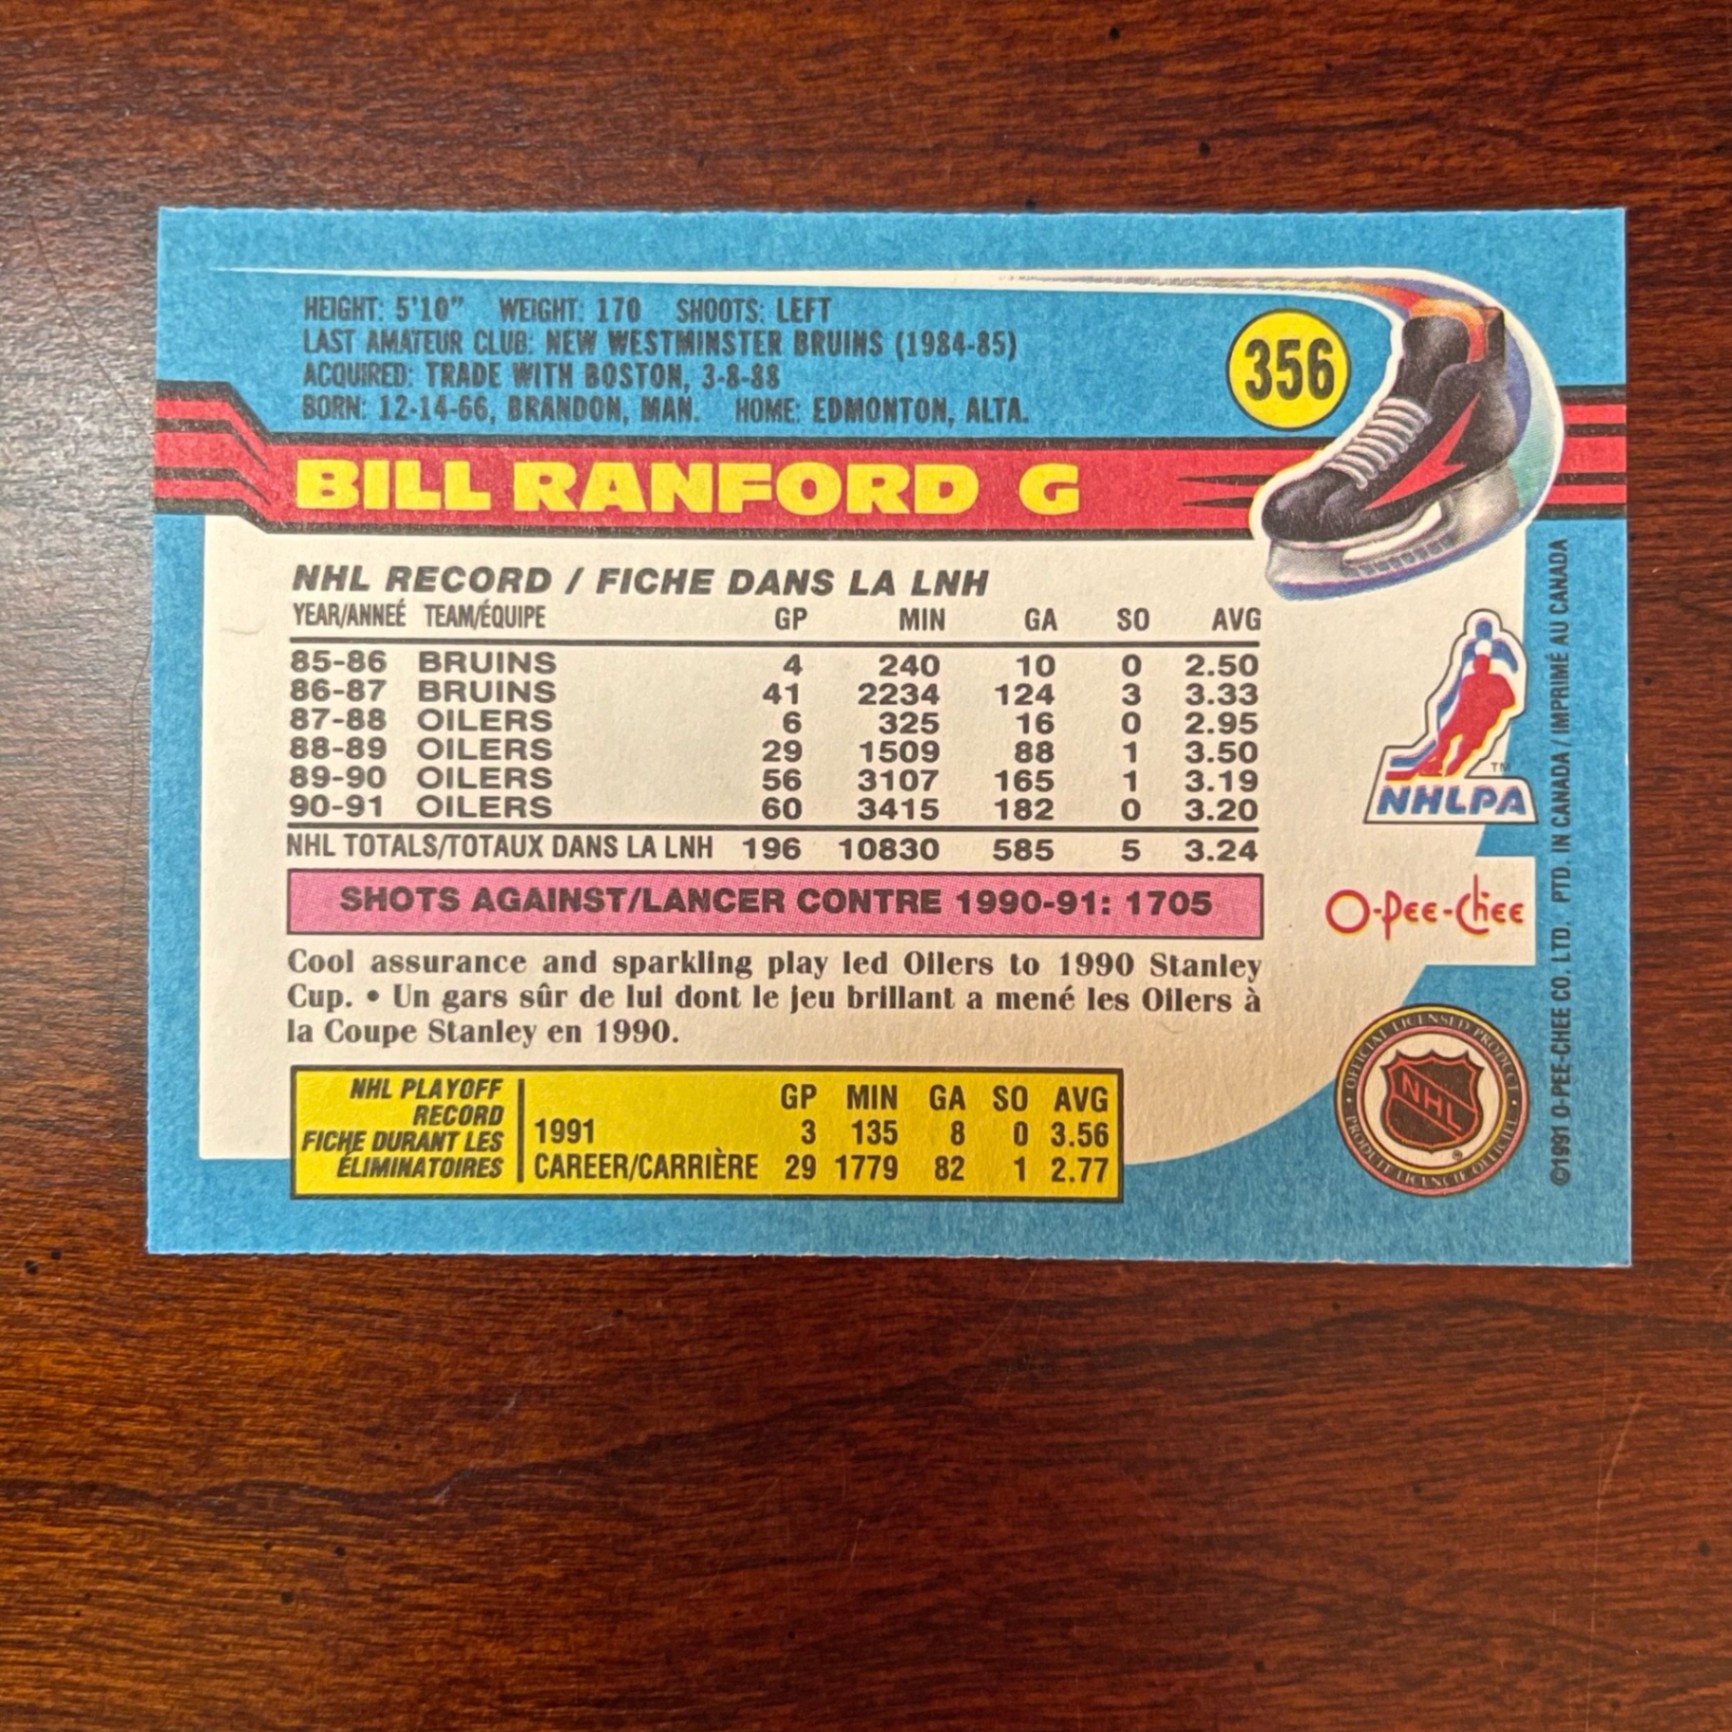 HEIGHT: 5'10" WEIGHT: 170 SHOOTS: LEFT
LAST AMATEUR CLUB: NEW WESTMINSTER BRUINS (1984-85)
ACQUIRED: TRADE WITH BOSTON, 3-8-88
BORN: 12-14-66, BRANDON, MAN. HOME: EDMONTON, ALTA.
356
BILL RANFORD G
NHL RECORD / FICHE DANS LA LNH
YEAR/ANNEÉ TEAM/ÉQUIPE GP MIN GA SO AVG
85-86 BRUINS 4 240 10 0 2.50
86-87 BRUINS 41 2234 124 3 3.33
87-88 OILERS 6 325 16 0 2.95
88-89 OILERS 29 1509 88 1 3.50
89-90 OILERS 56 3107 165 1 3.19
90-91 OILERS 60 3415 182 0 3.20
NHL TOTALS/TOTAUX DANS LA LNH 196 10830 585 5 3.24
SHOTS AGAINST/LANCER CONTRE 1990-91: 1705
Cool assurance and sparkling play led Oilers to 1990 Stanley
Cup. • Un gars sûr de lui dont le jeu brillant a mené les Oilers à
la Coupe Stanley en 1990.
NHL PLAYOFF
RECORD
FICHE DURANT LES
ÉLIMINATOIRES
GP MIN GA SO AVG
1991 3 135 8 0 3.56
CAREER/CARRIÈRE 29 1779 82 1 2.77
TM
NHLPA
O-Pee-Chee
OFFICIAL LICENSED PRODUCT
NHL
®
PRODUIT LICENCIÉ OFFICIEL
©1991 O-PEE-CHEE CO. LTD. PTD. IN CANADA / IMPRIMÉ AU CANADA